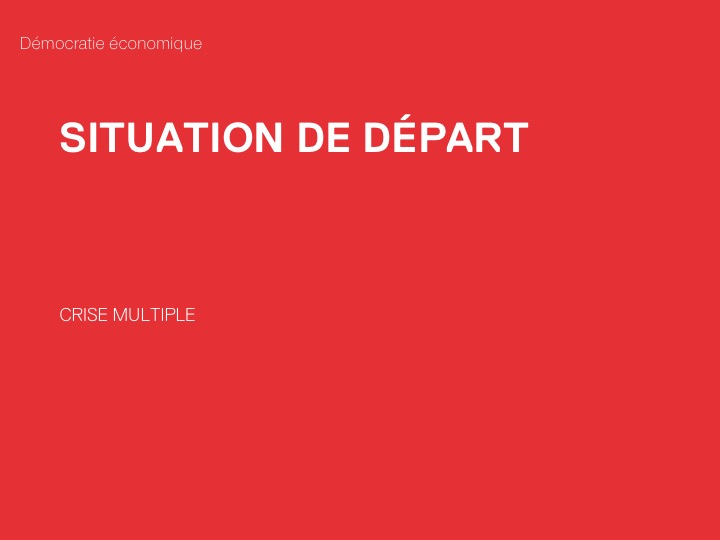 Démocratie économique
SITUATION DE DÉPART
CRISE MULTIPLE